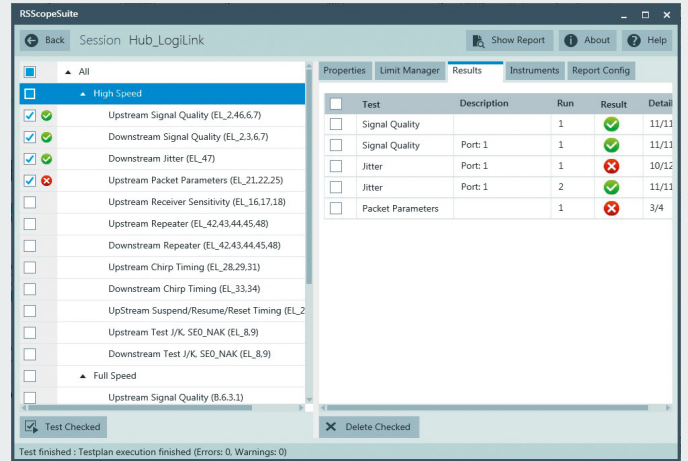 RSScopeSuite
Back Session Hub_LogiLink Show Report About Help
All
High Speed
Upstream Signal Quality (EL_2,46,6,7)
Downstream Signal Quality (EL_2,3,6,7)
Downstream Jitter (EL_47)
Upstream Packet Parameters (EL_21,22,25)
Upstream Receiver Sensitivity (EL_16,17,18)
Upstream Repeater (EL_42,43,44,45,48)
Downstream Repeater (EL_42,43,44,45,48)
Upstream Chirp Timing (EL_28,29,31)
Downstream Chirp Timing (EL_33,34)
UpStream Suspend/Resume/Reset Timing (EL_2
Upstream Test J/K, SE0_NAK (EL_8,9)
Downstream Test J/K, SE0_NAK (EL_8,9)
Full Speed
Upstream Signal Quality (B.6.3.1)
Test Checked
Properties Limit Manager Results Instruments Report Config
Test Description Run Result Detail
Signal Quality 1 11/11
Signal Quality Port: 1 1 11/11
Jitter Port: 1 1 10/12
Jitter Port: 1 2 11/11
Packet Parameters 1 3/4
Delete Checked
Test finished : Testplan execution finished (Errors: 0, Warnings: 0)